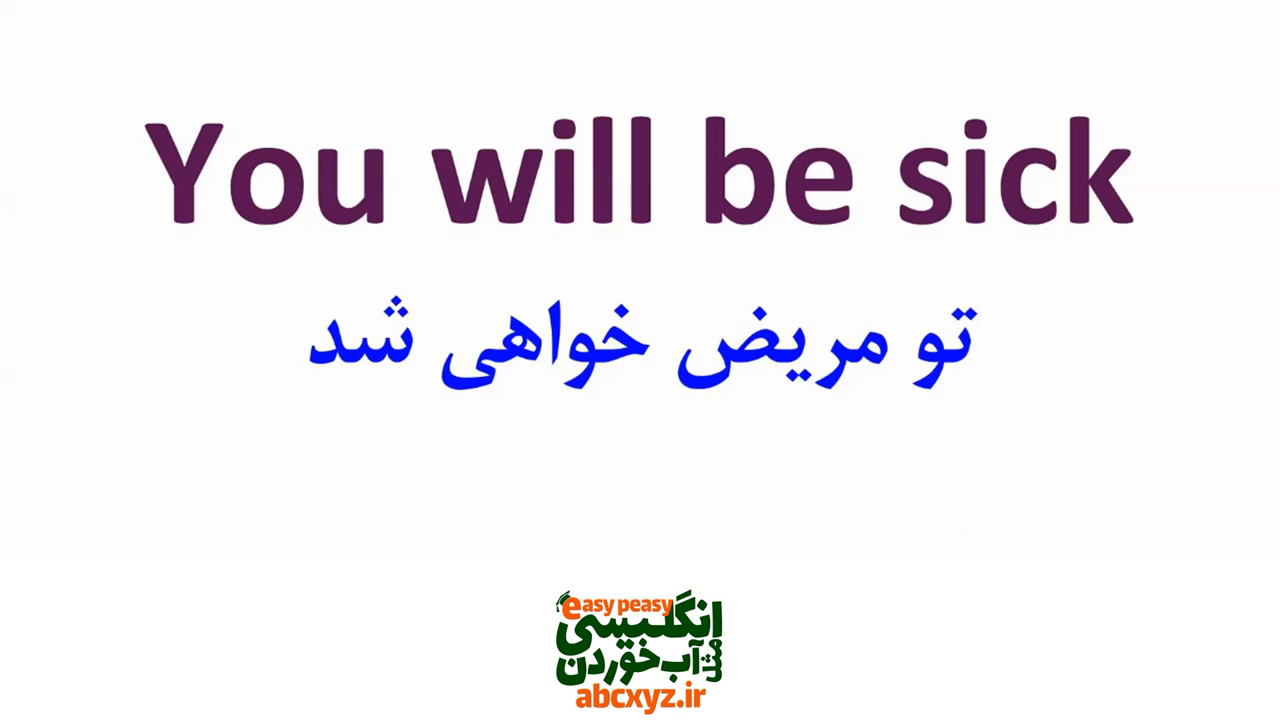 You will be sick
تو مریض خواهی شد
easy peasy
انگلیسی
مثل آب خوردن
abcxyz.ir